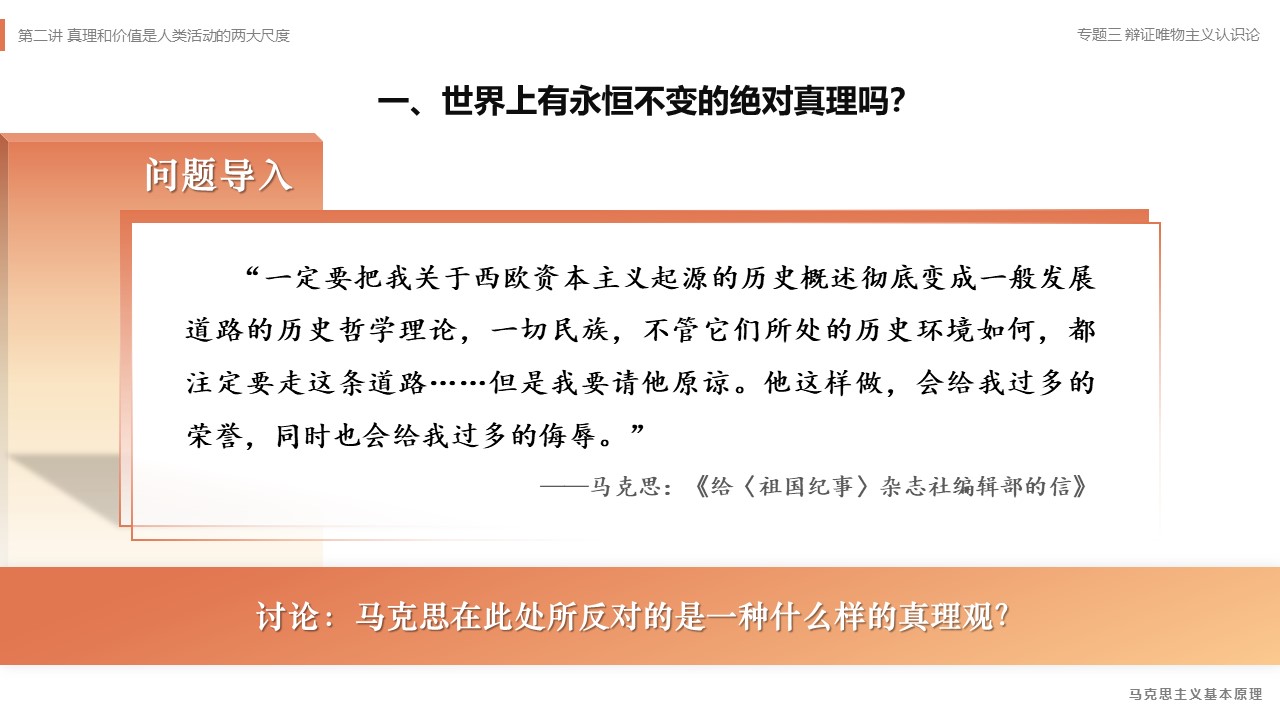 第二讲 真理和价值是人类活动的两大尺度
专题三 辩证唯物主义认识论
一、世界上有永恒不变的绝对真理吗？
问题导入
“一定要把我关于西欧资本主义起源的历史概述彻底变成一般发展
道路的历史哲学理论，一切民族，不管它们所处的历史环境如何，都
注定要走这条道路……但是我要请他原谅。他这样做，会给我过多的
荣誉，同时也会给我过多的侮辱。”
——马克思：《给〈祖国纪事〉杂志社编辑部的信》
讨论：马克思在此处所反对的是一种什么样的真理观？
马克思主义基本原理